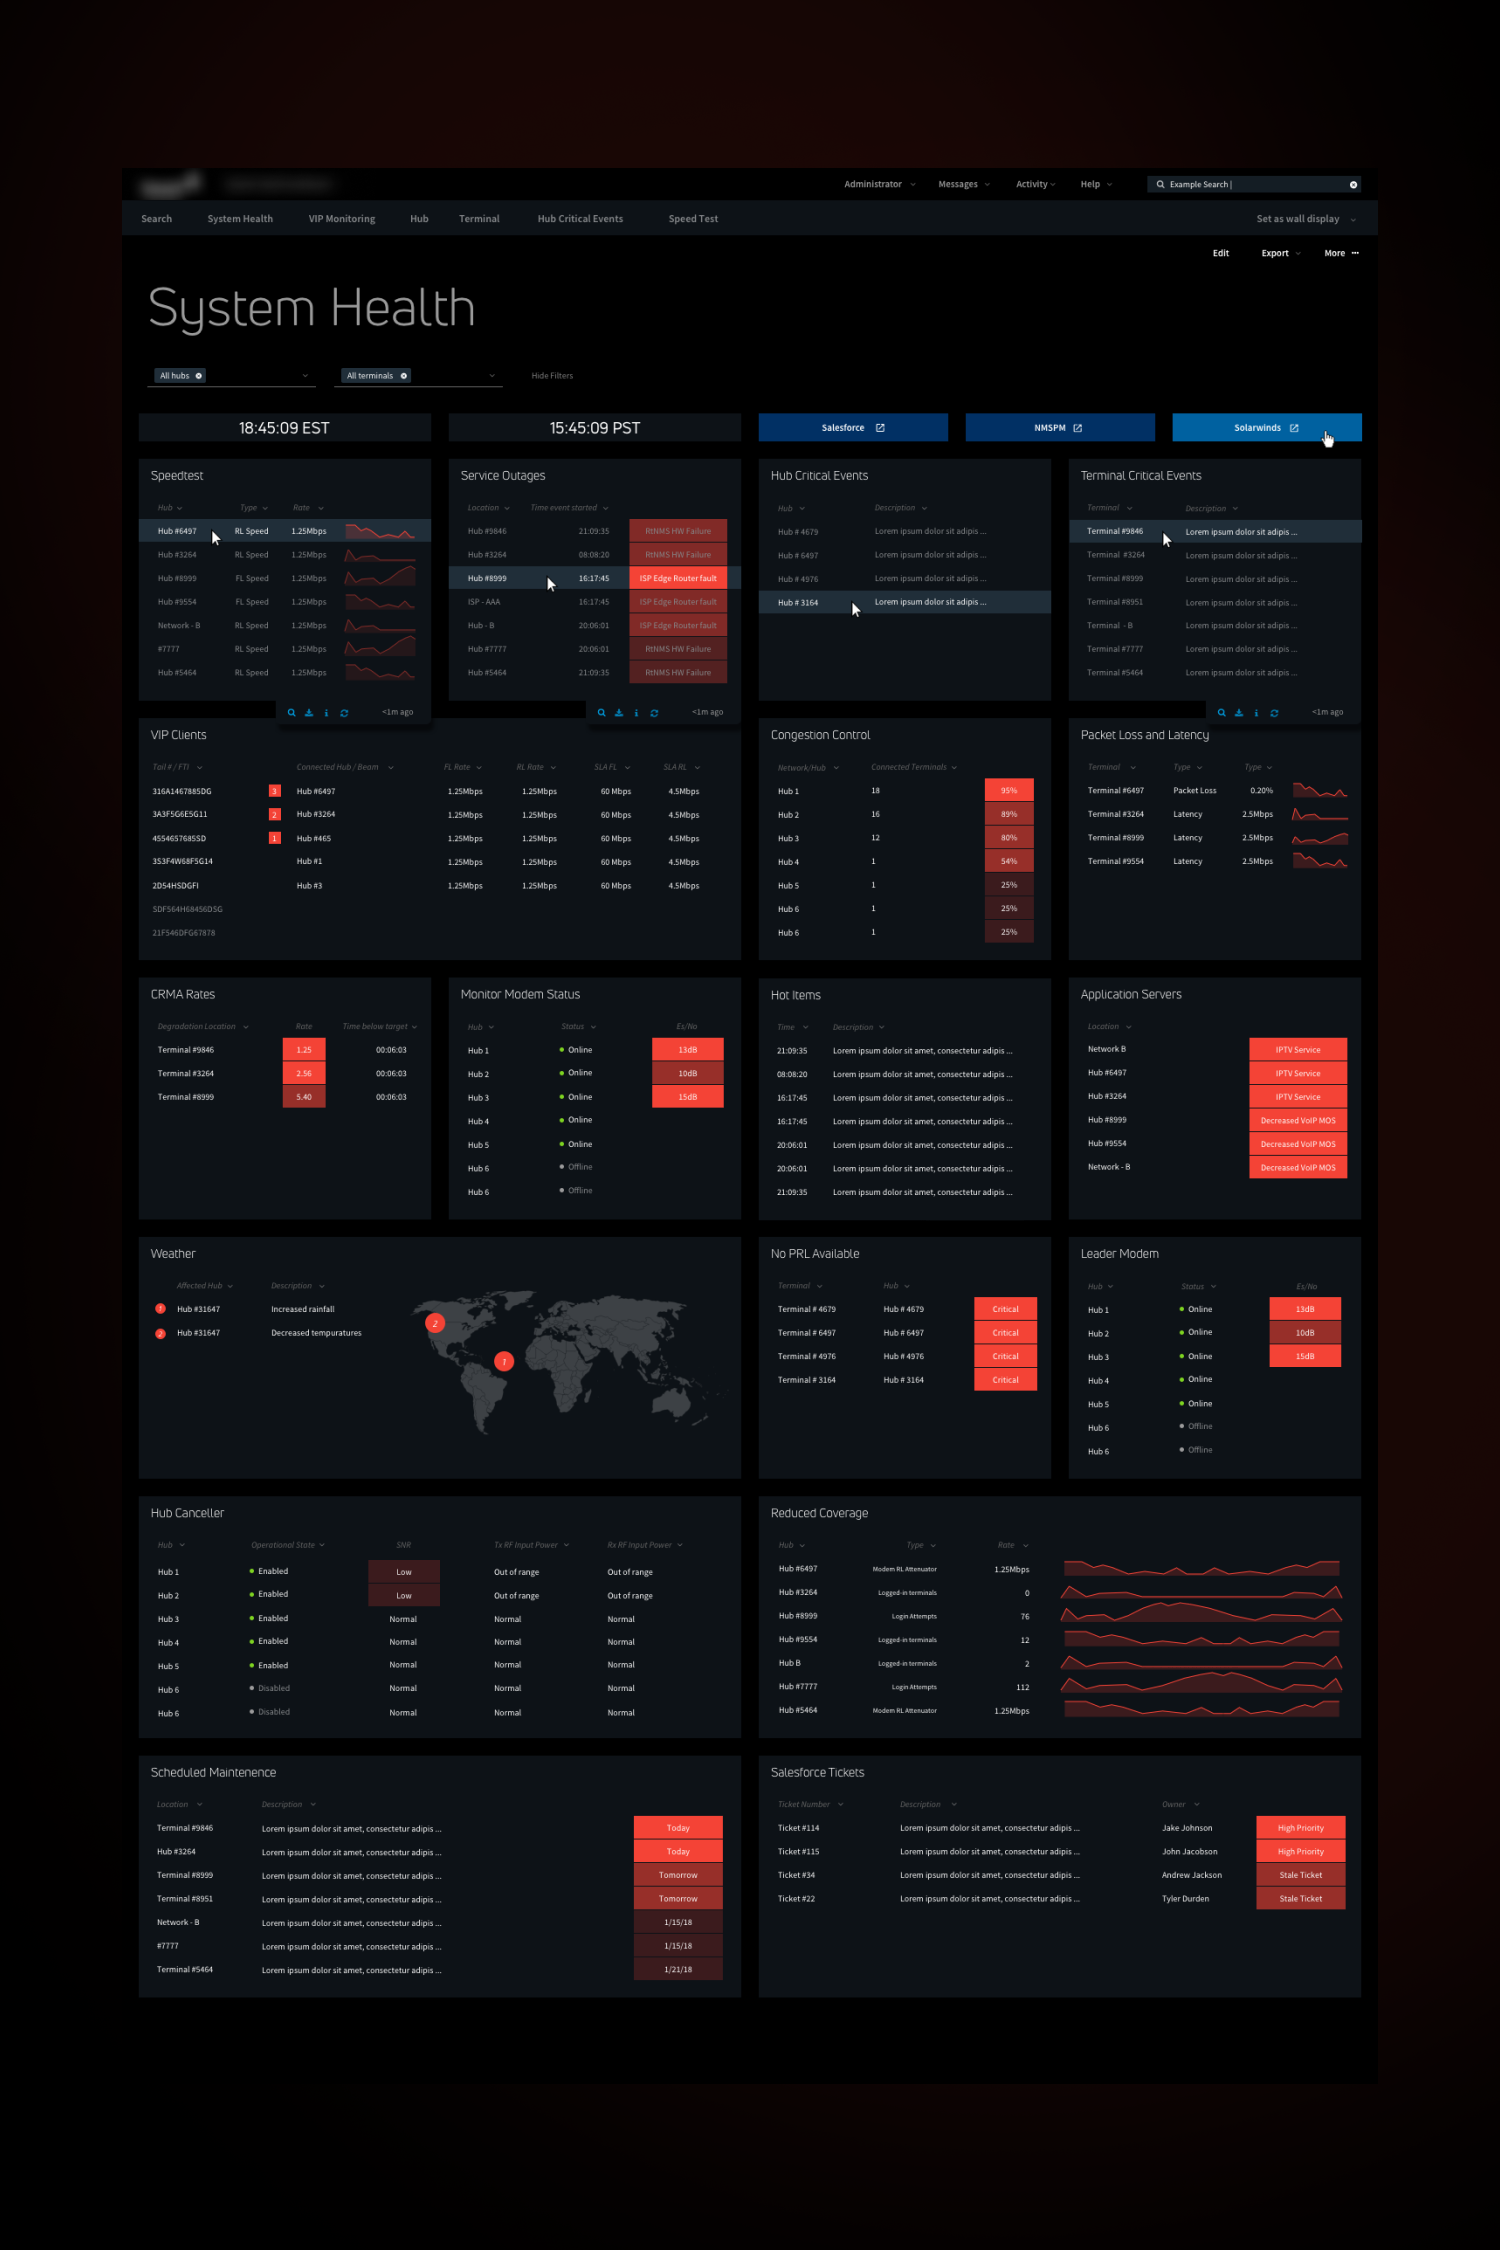 Administrator Messages Activity Help Example Search |
Search System Health VIP Monitoring Hub Terminal Hub Critical Events Speed Test Set as wall display
Edit Export More ...
System Health
All hubs All terminals Hide Filters
18:45:09 EST 15:45:09 PST Salesforce NMSPM Solarwinds
Speedtest
Hub Type Rate
Hub #6497 RL Speed 1.25Mbps
Hub #3264 RL Speed 1.25Mbps
Hub #8999 FL Speed 1.25Mbps
Hub #9554 FL Speed 1.25Mbps
Network - B RL Speed 1.25Mbps
#7777 RL Speed 1.25Mbps
Hub #5464 RL Speed 1.25Mbps
<1m ago
Service Outages
Location Time event started
Hub #9846 21:09:35 RtNMS HW Failure
Hub #3264 08:08:20 RtNMS HW Failure
Hub #8999 16:17:45 ISP Edge Router fault
ISP - AAA 16:17:45 ISP Edge Router fault
Hub - B 20:06:01 ISP Edge Router fault
Hub #7777 20:06:01 RtNMS HW Failure
Hub #5464 21:09:35 RtNMS HW Failure
<1m ago
Hub Critical Events
Hub Description
Hub # 4679 Lorem ipsum dolor sit adipis ...
Hub # 6497 Lorem ipsum dolor sit adipis ...
Hub # 4976 Lorem ipsum dolor sit adipis ...
Hub # 3164 Lorem ipsum dolor sit adipis ...
Terminal Critical Events
Terminal Description
Terminal #9846 Lorem ipsum dolor sit adipis ...
Terminal #3264 Lorem ipsum dolor sit adipis ...
Terminal #8999 Lorem ipsum dolor sit adipis ...
Terminal #8951 Lorem ipsum dolor sit adipis ...
Terminal - B Lorem ipsum dolor sit adipis ...
Terminal #7777 Lorem ipsum dolor sit adipis ...
Terminal #5464 Lorem ipsum dolor sit adipis ...
<1m ago
VIP Clients
Tail # / FTI Connected Hub / Beam FL Rate RL Rate SLA FL SLA RL
316A1467885DG 3 Hub #6497 1.25Mbps 1.25Mbps 60 Mbps 4.5Mbps
3A3F5G6E5G11 2 Hub #3264 1.25Mbps 1.25Mbps 60 Mbps 4.5Mbps
4554657685SD 1 Hub #465 1.25Mbps 1.25Mbps 60 Mbps 4.5Mbps
353F4W68F5G14 Hub #1 1.25Mbps 1.25Mbps 60 Mbps 4.5Mbps
2D54HSDGFI Hub #3 1.25Mbps 1.25Mbps 60 Mbps 4.5Mbps
SDF564H68456DSG
21F546DFG67878
Congestion Control
Network/Hub Connected Terminals
Hub 1 18 95%
Hub 2 16 89%
Hub 3 12 80%
Hub 4 1 54%
Hub 5 1 25%
Hub 6 1 25%
Hub 6 1 25%
Packet Loss and Latency
Terminal Type Type
Terminal #6497 Packet Loss 0.20%
Terminal #3264 Latency 2.5Mbps
Terminal #8999 Latency 2.5Mbps
Terminal #9554 Latency 2.5Mbps
CRMA Rates
Degradation Location Rate Time below target
Terminal #9846 1.25 00:06:03
Terminal #3264 2.56 00:06:03
Terminal #8999 5.40 00:06:03
Monitor Modem Status
Hub Status Es/No
Hub 1 Online 13dB
Hub 2 Online 10dB
Hub 3 Online 15dB
Hub 4 Online
Hub 5 Online
Hub 6 Offline
Hub 6 Offline
Hot Items
Time Description
21:09:35 Lorem ipsum dolor sit amet, consectetur adipis ...
08:08:20 Lorem ipsum dolor sit amet, consectetur adipis ...
16:17:45 Lorem ipsum dolor sit amet, consectetur adipis ...
16:17:45 Lorem ipsum dolor sit amet, consectetur adipis ...
20:06:01 Lorem ipsum dolor sit amet, consectetur adipis ...
20:06:01 Lorem ipsum dolor sit amet, consectetur adipis ...
21:09:35 Lorem ipsum dolor sit amet, consectetur adipis ...
Application Servers
Location
Network B IPTV Service
Hub #6497 IPTV Service
Hub #3264 IPTV Service
Hub #8999 Decreased VoIP MOS
Hub #9554 Decreased VoIP MOS
Network - B Decreased VoIP MOS
Weather
Affected Hub Description
1 Hub #31647 Increased rainfall
2 Hub #31647 Decreased tempuratures
2
1
No PRL Available
Terminal Hub
Terminal # 4679 Hub # 4679 Critical
Terminal # 6497 Hub # 6497 Critical
Terminal # 4976 Hub # 4976 Critical
Terminal # 3164 Hub # 3164 Critical
Leader Modem
Hub Status Es/No
Hub 1 Online 13dB
Hub 2 Online 10dB
Hub 3 Online 15dB
Hub 4 Online
Hub 5 Online
Hub 6 Offline
Hub 6 Offline
Hub Canceller
Hub Operational State SNR Tx RF Input Power Rx RF Input Power
Hub 1 Enabled Low Out of range Out of range
Hub 2 Enabled Low Out of range Out of range
Hub 3 Enabled Normal Normal Normal
Hub 4 Enabled Normal Normal Normal
Hub 5 Enabled Normal Normal Normal
Hub 6 Disabled Normal Normal Normal
Hub 6 Disabled Normal Normal Normal
Reduced Coverage
Hub Type Rate
Hub #6497 Modem RL Attenuator 1.25Mbps
Hub #3264 Logged-in terminals 0
Hub #8999 Login Attempts 76
Hub #9554 Logged-in terminals 12
Hub B Logged-in terminals 2
Hub #7777 Login Attempts 112
Hub #5464 Modem RL Attenuator 1.25Mbps
Scheduled Maintenence
Location Description
Terminal #9846 Lorem ipsum dolor sit amet, consectetur adipis ... Today
Hub #3264 Lorem ipsum dolor sit amet, consectetur adipis ... Today
Terminal #8999 Lorem ipsum dolor sit amet, consectetur adipis ... Tomorrow
Terminal #8951 Lorem ipsum dolor sit amet, consectetur adipis ... Tomorrow
Network - B Lorem ipsum dolor sit amet, consectetur adipis ... 1/15/18
#7777 Lorem ipsum dolor sit amet, consectetur adipis ... 1/15/18
Terminal #5464 Lorem ipsum dolor sit amet, consectetur adipis ... 1/21/18
Salesforce Tickets
Ticket Number Description Owner
Ticket #114 Lorem ipsum dolor sit amet, consectetur adipis ... Jake Johnson High Priority
Ticket #115 Lorem ipsum dolor sit amet, consectetur adipis ... John Jacobson High Priority
Ticket #34 Lorem ipsum dolor sit amet, consectetur adipis ... Andrew Jackson Stale Ticket
Ticket #22 Lorem ipsum dolor sit amet, consectetur adipis ... Tyler Durden Stale Ticket